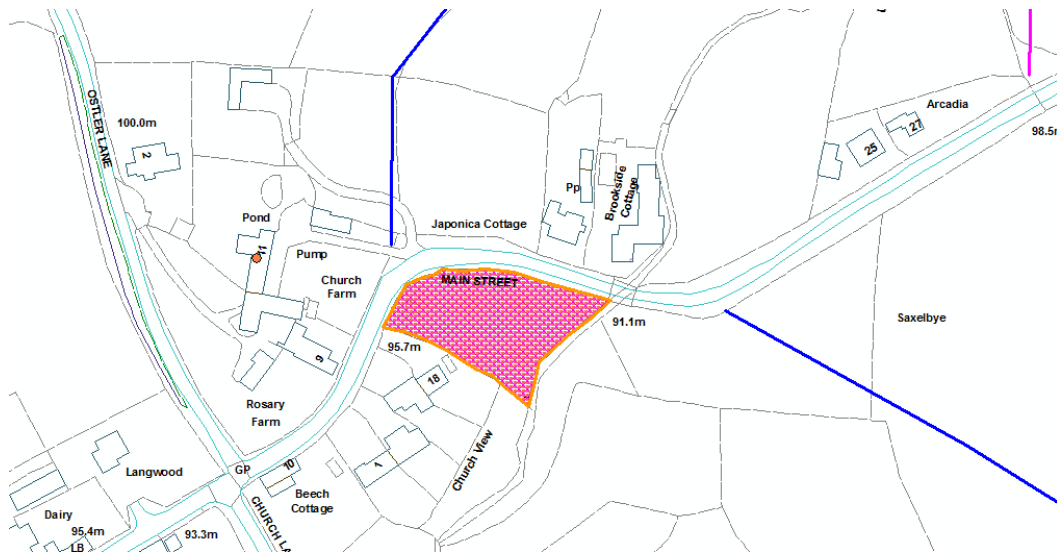 Arcadia
98.5m
OSTLER LANE
100.0m
2
27
25
Pp
Brookside
Cottage
Pond
Japonica Cottage
11
Pump
Church
Farm
MAIN STREET
91.1m
Saxelbye
95.7m
9
18
Rosary
Farm
Church View
Langwood
GP
10
1
Beech
Cottage
Dairy
95.4m
LB
93.3m
CHURCH LA